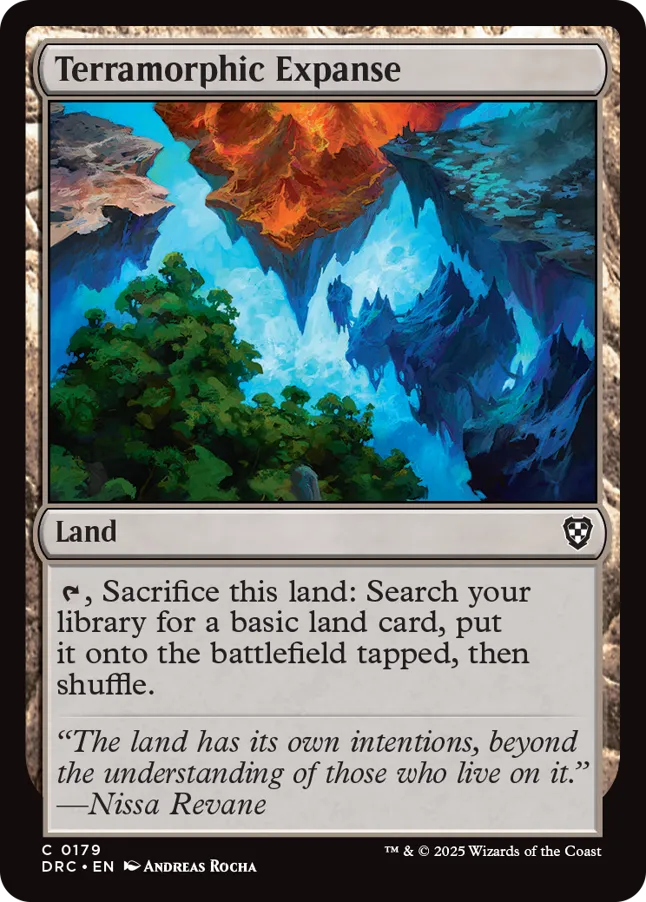 Terramorphic Expanse
Land
, Sacrifice this land: Search your
library for a basic land card, put
it onto the battlefield tapped, then
shuffle.
“The land has its own intentions, beyond
the understanding of those who live on it.”
—Nissa Revane
C 0179
DRC • EN ANDREAS ROCHA
™ & © 2025 Wizards of the Coast